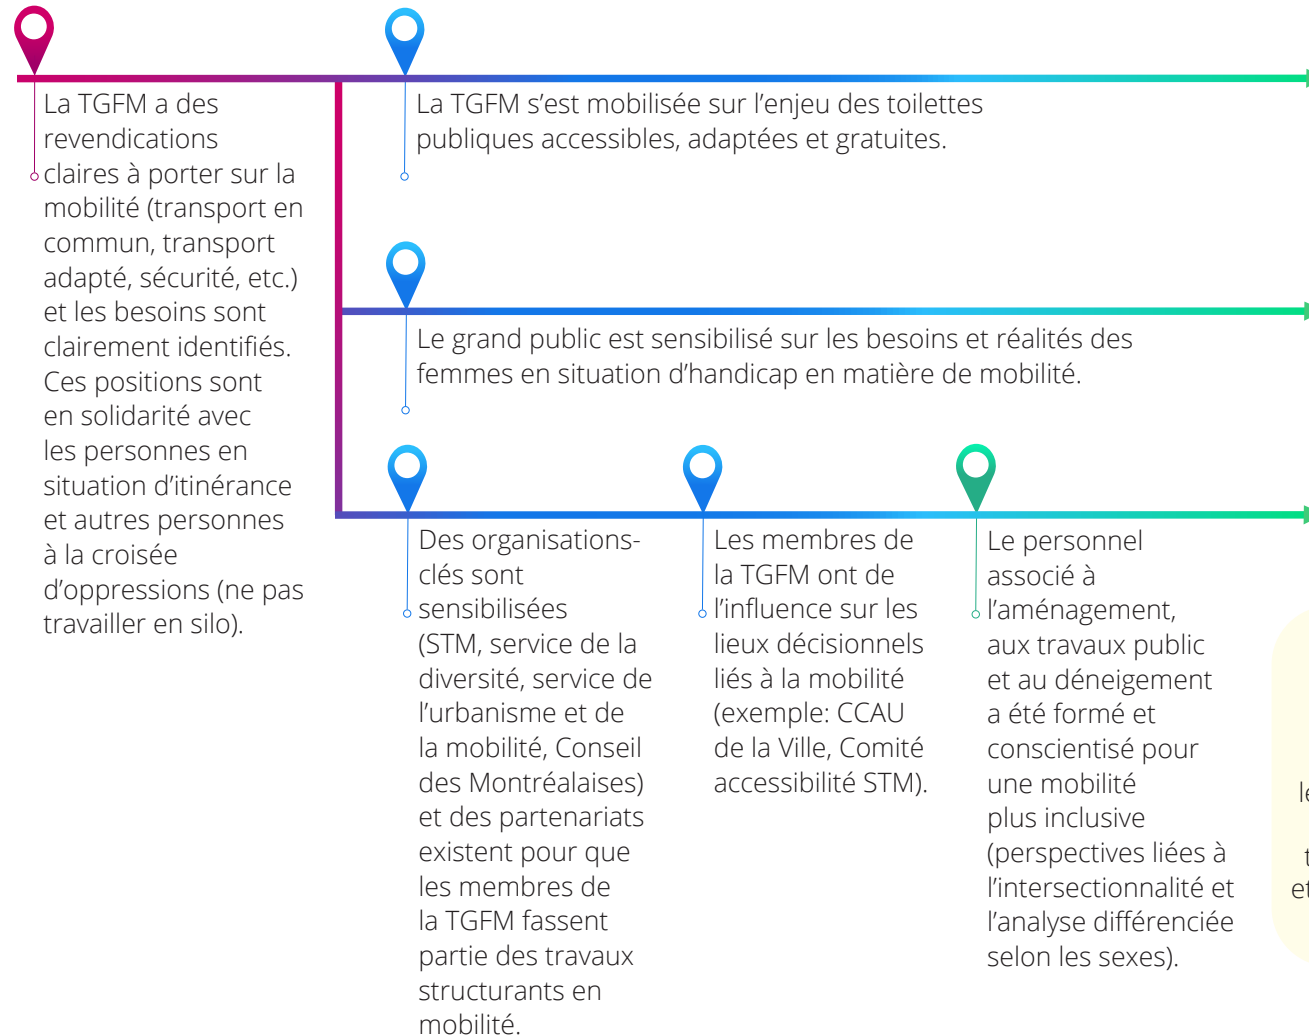 La TGFM a des
revendications
claires à porter sur la
mobilité (transport en
commun, transport
adapté, sécurité, etc.)
et les besoins sont
clairement identifiés.
Ces positions sont
en solidarité avec
les personnes en
situation d'itinérance
et autres personnes
à la croisée
d'oppressions (ne pas
travailler en silo).
La TGFM s'est mobilisée sur l'enjeu des toilettes
publiques accessibles, adaptées et gratuites.
Le grand public est sensibilisé sur les besoins et réalités des
femmes en situation d'handicap en matière de mobilité.
Des organisations-
clés sont
sensibilisées
(STM, service de la
diversité, service de
l'urbanisme et de
la mobilité, Conseil
des Montréalaises)
et des partenariats
existent pour que
les membres de
la TGFM fassent
partie des travaux
structurants en
mobilité.
Les membres de
la TGFM ont de
l'influence sur les
lieux décisionnels
liés à la mobilité
(exemple: CCAU
de la Ville, Comité
accessibilité STM).
Le personnel
associé à
l'aménagement,
aux travaux public
et au déneigement
a été formé et
conscientisé pour
une mobilité
plus inclusive
(perspectives liées à
l'intersectionnalité et
l'analyse différenciée
selon les sexes).
et